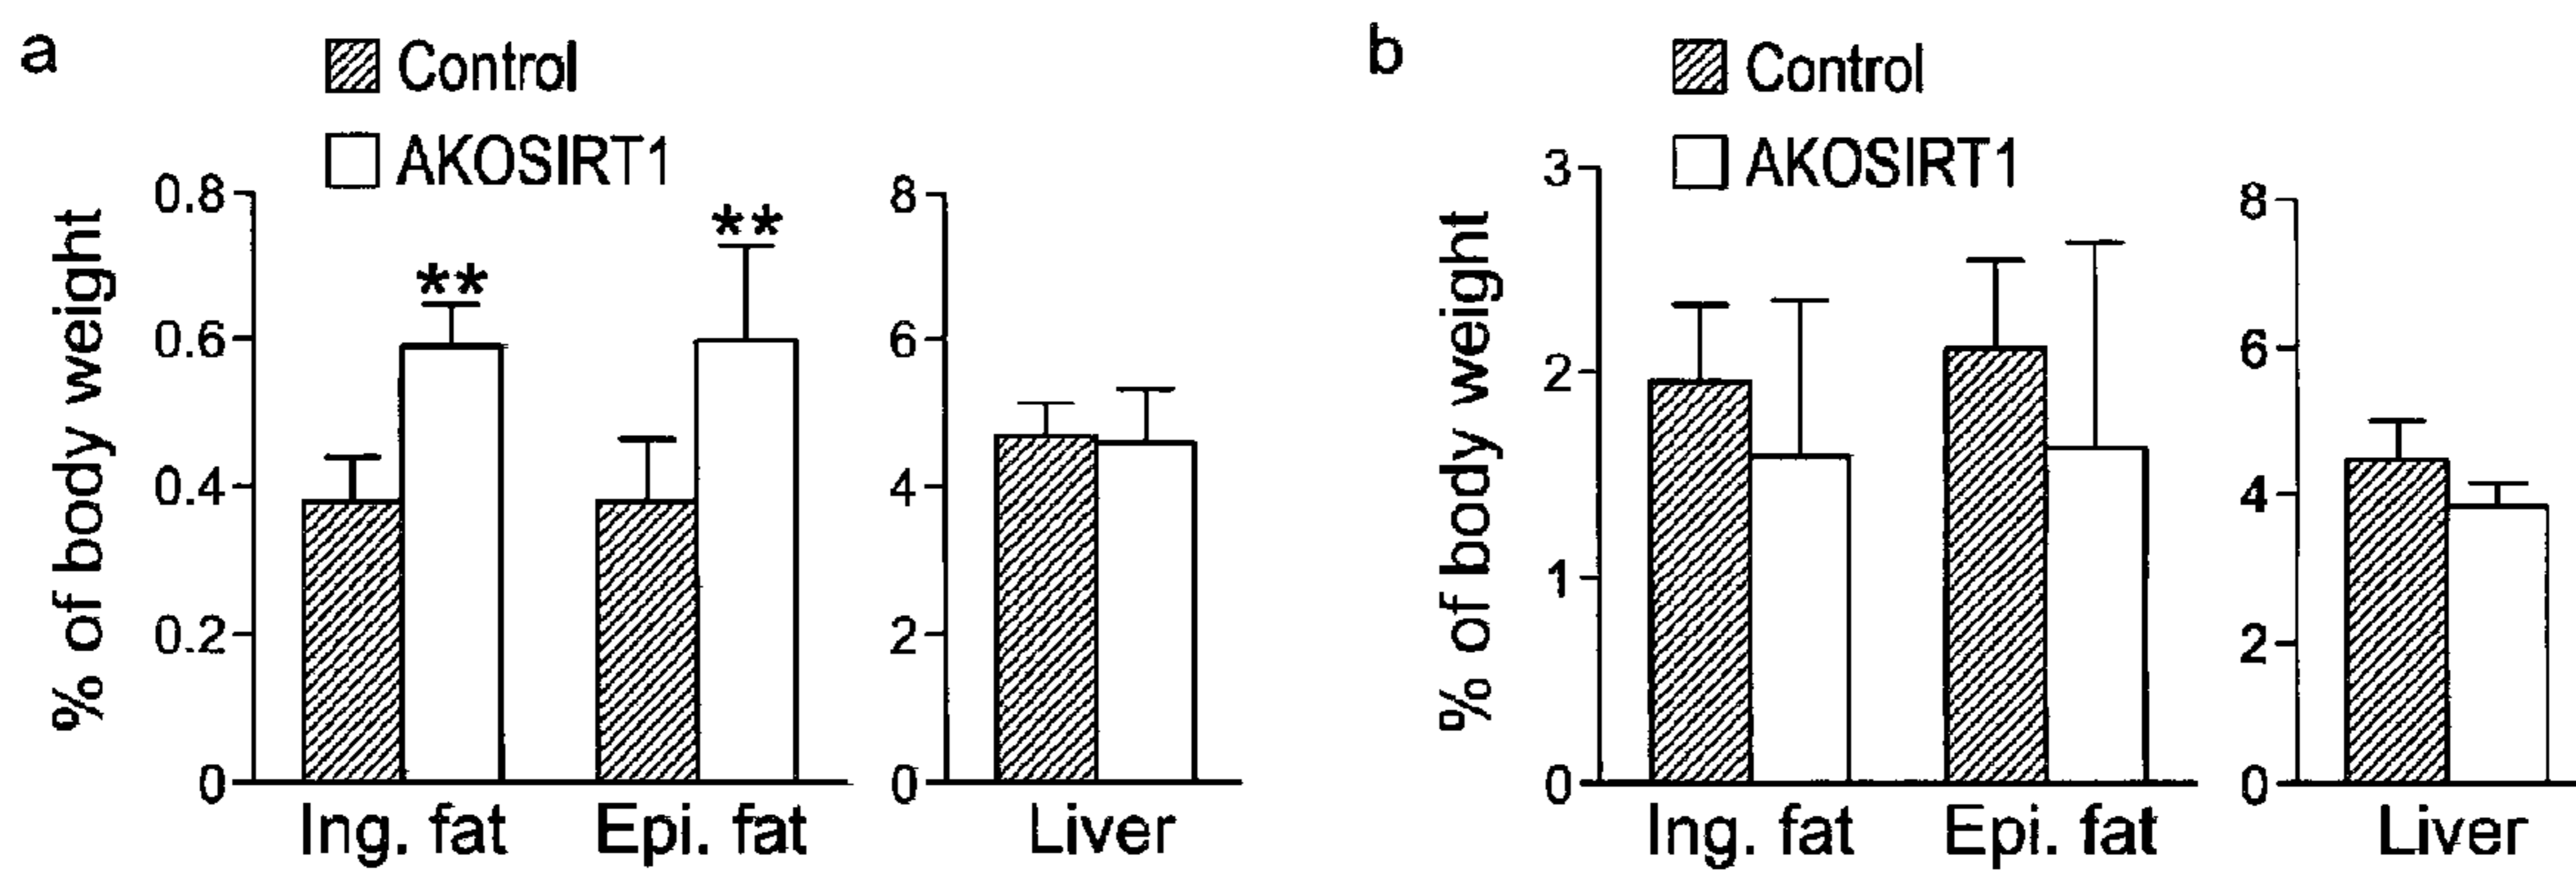 a
Control
AKOSIRT1
% of body weight
0.8
0.6
0.4
0.2
0
**
**
Ing. fat
Epi. fat
8
6
4
2
0
Liver
b
Control
AKOSIRT1
% of body weight
3
2
1
0
Ing. fat
Epi. fat
8
6
4
2
0
Liver